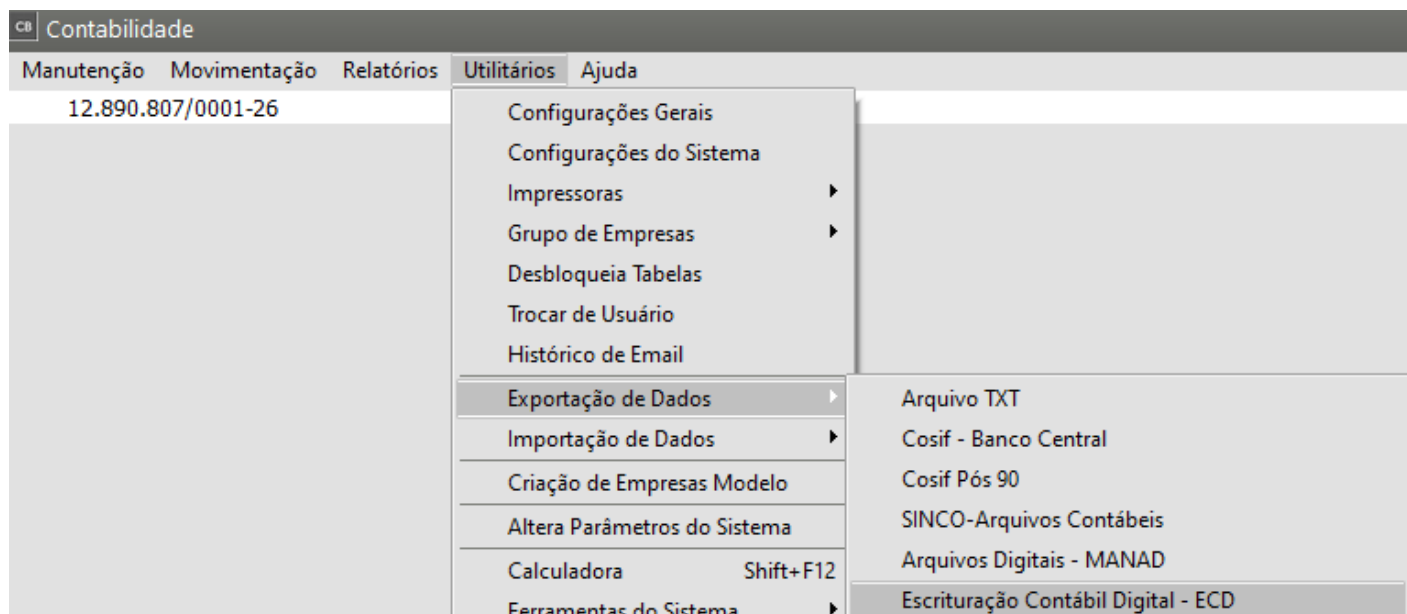 CB Contabilidade
Manutenção Movimentação Relatórios Utilitários Ajuda
12.890.807/0001-26
Configurações Gerais
Configurações do Sistema
Impressoras
Grupo de Empresas
Desbloqueia Tabelas
Trocar de Usuário
Histórico de Email
Exportação de Dados
Importação de Dados
Criação de Empresas Modelo
Altera Parâmetros do Sistema
Calculadora Shift+F12
Ferramentas do Sistema
Arquivo TXT
Cosif - Banco Central
Cosif Pós 90
SINCO-Arquivos Contábeis
Arquivos Digitais - MANAD
Escrituração Contábil Digital - ECD